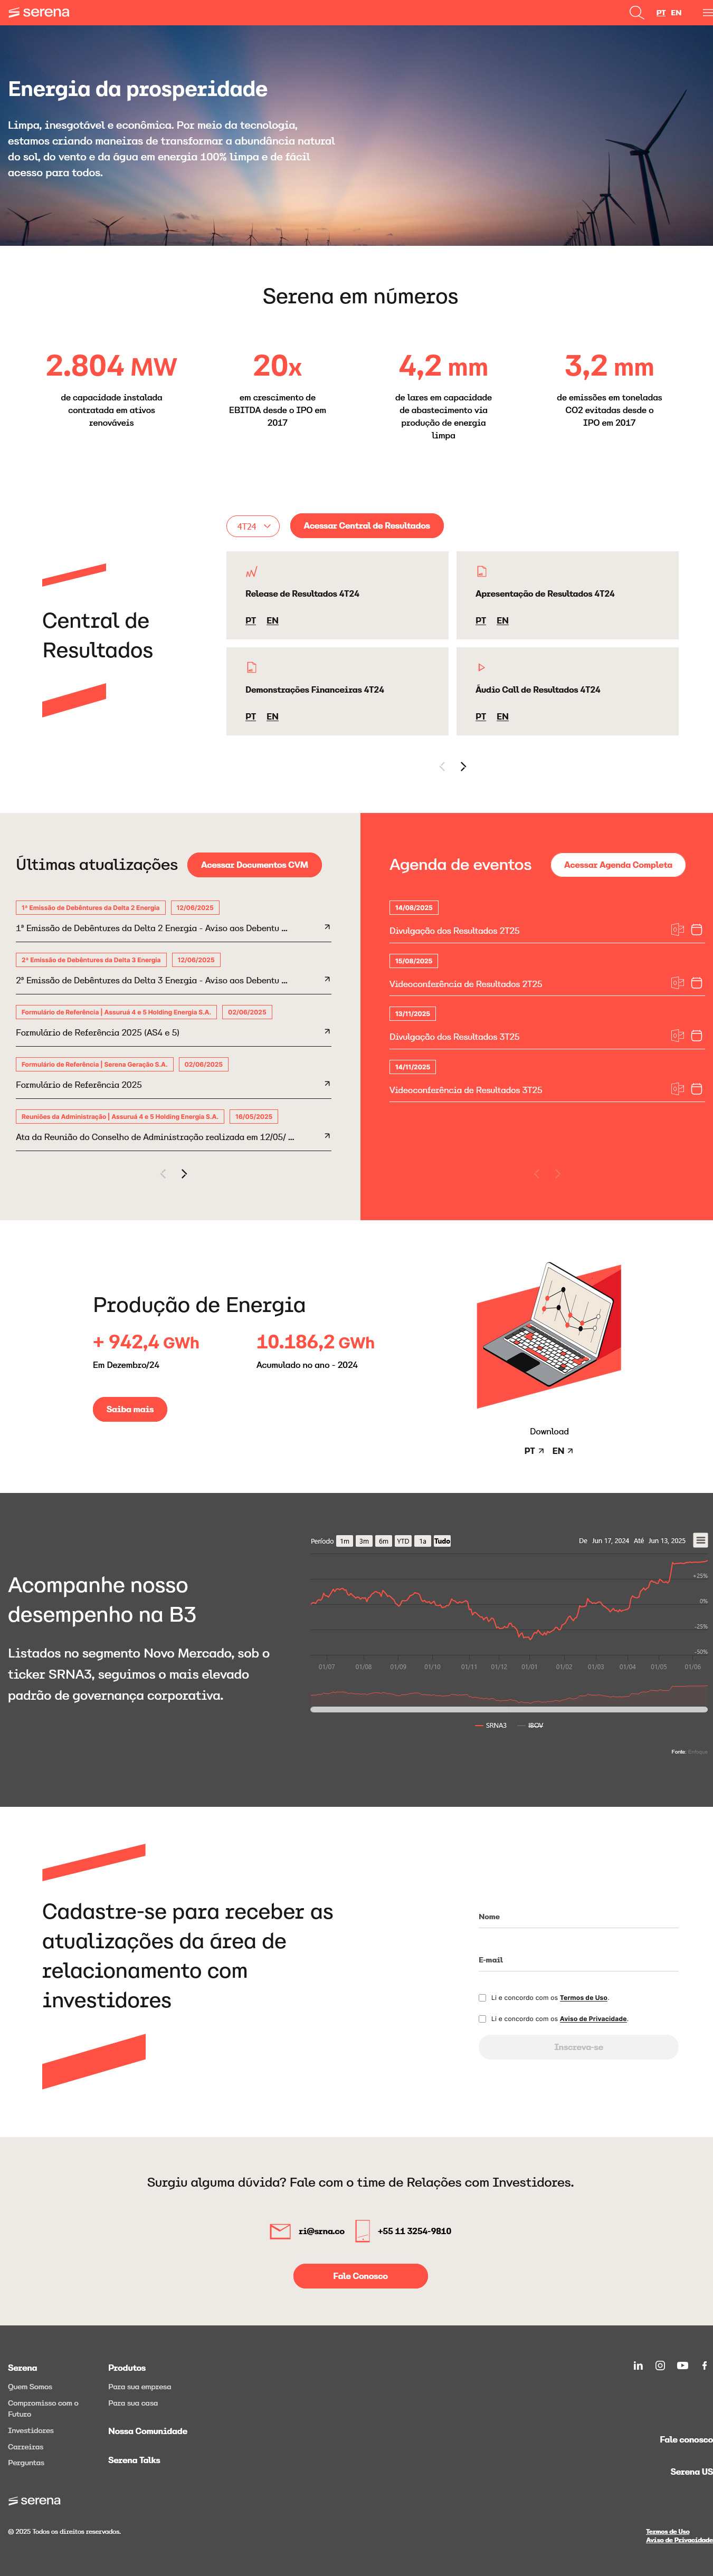 serena
PT EN
Energia da prosperidade
Limpa, inesgotável e econômica. Por meio da tecnologia,
estamos criando maneiras de transformar a abundância natural
do sol, do vento e da água em energia 100% limpa e de fácil
acesso para todos.
Serena em números
2.804 MW
de capacidade instalada
contratada em ativos
renováveis
20x
em crescimento de
EBITDA desde o IPO em
2017
4,2 mm
de lares em capacidade
de abastecimento via
produção de energia
limpa
3,2 mm
de emissões em toneladas
CO2 evitadas desde o
IPO em 2017
4T24
Acessar Central de Resultados
Central de
Resultados
Release de Resultados 4T24
PT EN
Apresentação de Resultados 4T24
PT EN
Demonstrações Financeiras 4T24
PT EN
Áudio Call de Resultados 4T24
PT EN
Últimas atualizações
Acessar Documentos CVM
1ª Emissão de Debêntures da Delta 2 Energia 12/06/2025
1ª Emissão de Debêntures da Delta 2 Energia - Aviso aos Debentu ...
2ª Emissão de Debêntures da Delta 3 Energia 12/06/2025
2ª Emissão de Debêntures da Delta 3 Energia - Aviso aos Debentu ...
Formulário de Referência | Assuruá 4 e 5 Holding Energia S.A. 02/06/2025
Formulário de Referência 2025 (AS4 e 5)
Formulário de Referência | Serena Geração S.A. 02/06/2025
Formulário de Referência 2025
Reuniões da Administração | Assuruá 4 e 5 Holding Energia S.A. 16/05/2025
Ata da Reunião do Conselho de Administração realizada em 12/05/ ...
Agenda de eventos
Acessar Agenda Completa
14/08/2025
Divulgação dos Resultados 2T25
15/08/2025
Videoconferência de Resultados 2T25
13/11/2025
Divulgação dos Resultados 3T25
14/11/2025
Videoconferência de Resultados 3T25
Produção de Energia
+ 942,4 GWh
Em Dezembro/24
10.186,2 GWh
Acumulado no ano - 2024
Saiba mais
Download
PT EN
Acompanhe nosso
desempenho na B3
Listados no segmento Novo Mercado, sob o
ticker SRNA3, seguimos o mais elevado
padrão de governança corporativa.
Período 1m 3m 6m YTD 1a Tudo
De Jun 17, 2024 Até Jun 13, 2025
+25%
0%
-25%
-50%
01/07 01/08 01/09 01/10 01/11 01/12 01/01 01/02 01/03 01/04 01/05 01/06
SRNA3 IBOV
Fonte: Enfoque
Cadastre-se para receber as
atualizações da área de
relacionamento com
investidores
Nome
E-mail
Li e concordo com os Termos de Uso.
Li e concordo com os Aviso de Privacidade.
Inscreva-se
Surgiu alguma dúvida? Fale com o time de Relações com Investidores.
ri@srna.co
+55 11 3254-9810
Fale Conosco
Serena
Quem Somos
Compromisso com o
Futuro
Investidores
Carreiras
Perguntas
Produtos
Para sua empresa
Para sua casa
Nossa Comunidade
Serena Talks
Fale conosco
Serena US
serena
© 2025 Todos os direitos reservados.
Termos de Uso
Aviso de Privacidade